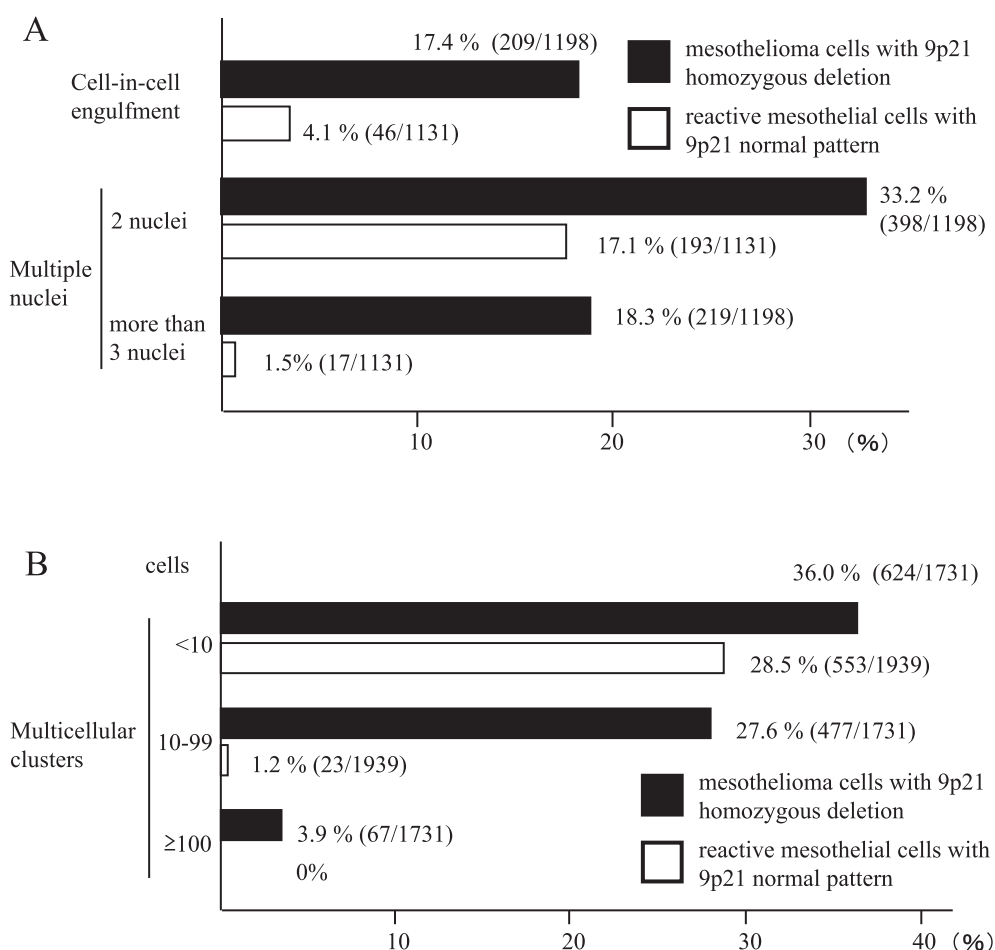 A
17.4 % (209/1198)
mesothelioma cells with 9p21
homozygous deletion
Cell-in-cell
engulfment
4.1 % (46/1131)
reactive mesothelial cells with
9p21 normal pattern
33.2 %
(398/1198)
2 nuclei
17.1 % (193/1131)
Multiple
nuclei
more than
3 nuclei
18.3 % (219/1198)
1.5% (17/1131)
10
20
30
(%)
B
cells
36.0 % (624/1731)
<10
28.5 % (553/1939)
Multicellular
clusters
10-99
27.6 % (477/1731)
1.2 % (23/1939)
mesothelioma cells with 9p21
homozygous deletion
≥100
3.9 % (67/1731)
0%
reactive mesothelial cells with
9p21 normal pattern
10
20
30
40
(%)